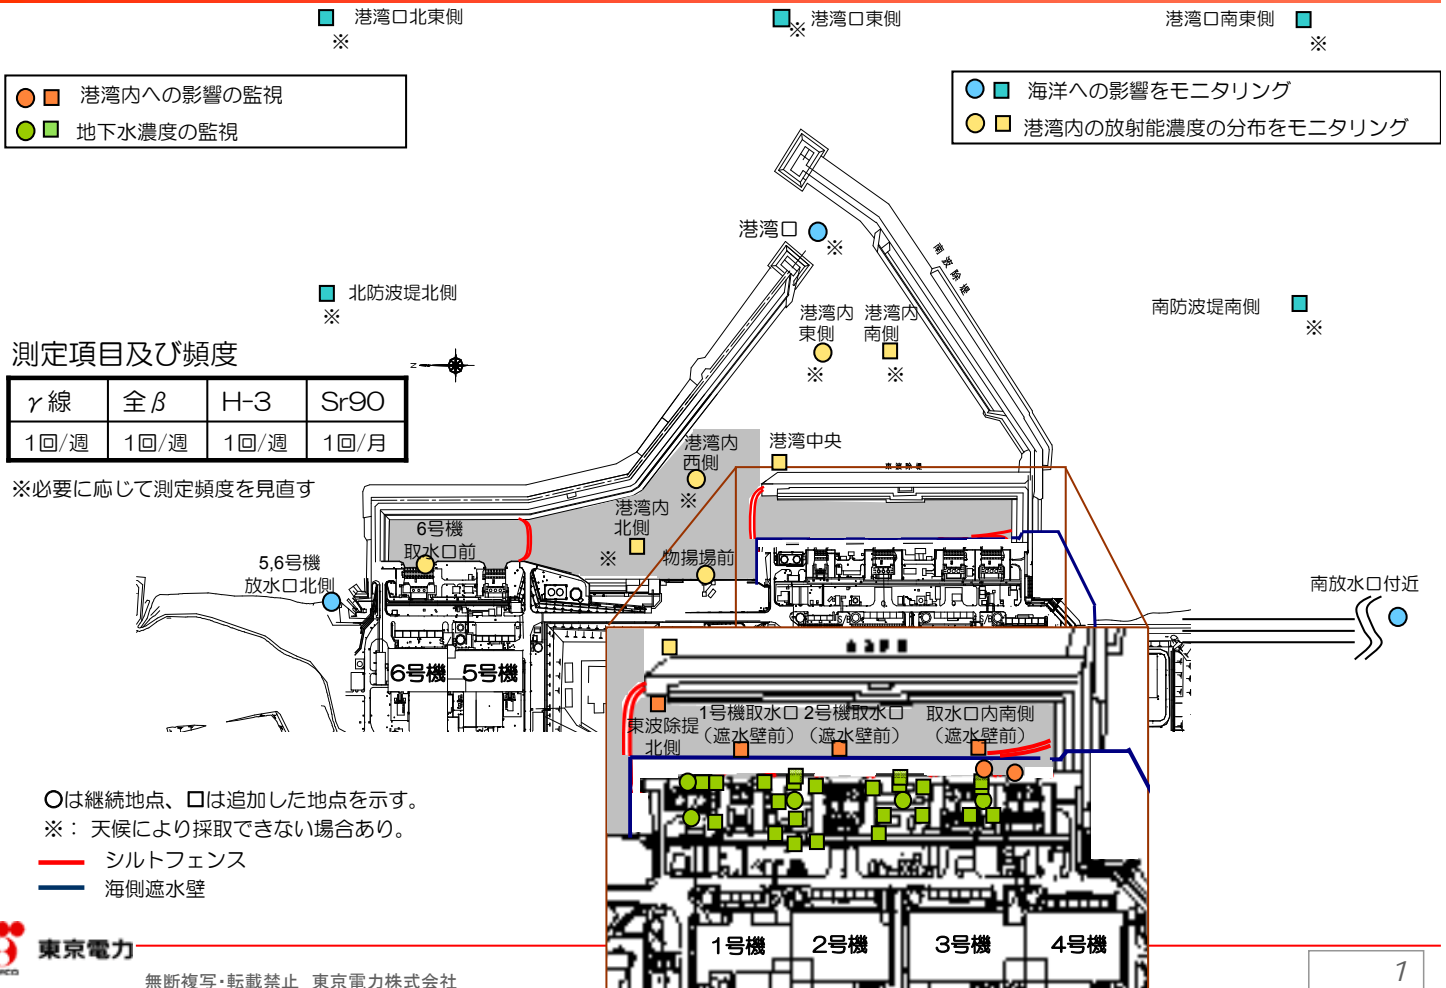 港湾口北東側
※
港湾口東側
※
港湾口南東側
※
港湾内への影響の監視
地下水濃度の監視
海洋への影響をモニタリング
港湾内の放射能濃度の分布をモニタリング
港湾口
※
南波除堤
北防波堤北側
※
港湾内
東側
※
港湾内
南側
※
南防波堤南側
※
測定項目及び頻度
γ線 全β H-3 Sr90
1回/週 1回/週 1回/週 1回/月
※必要に応じて測定頻度を見直す
N
港湾内
西側
※
港湾中央
東波除堤
港湾内
北側
※
物揚場前
6号機
取水口前
5,6号機
放水口北側
南放水口付近
6号機 5号機
東波除堤
北側
1号機取水口
(遮水壁前)
2号機取水口
(遮水壁前)
取水口内南側
(遮水壁前)
1号機 2号機 3号機 4号機
○は継続地点、□は追加した地点を示す。
※： 天候により採取できない場合あり。
シルトフェンス
海側遮水壁
東京電力
無断複写・転載禁止 東京電力株式会社
1